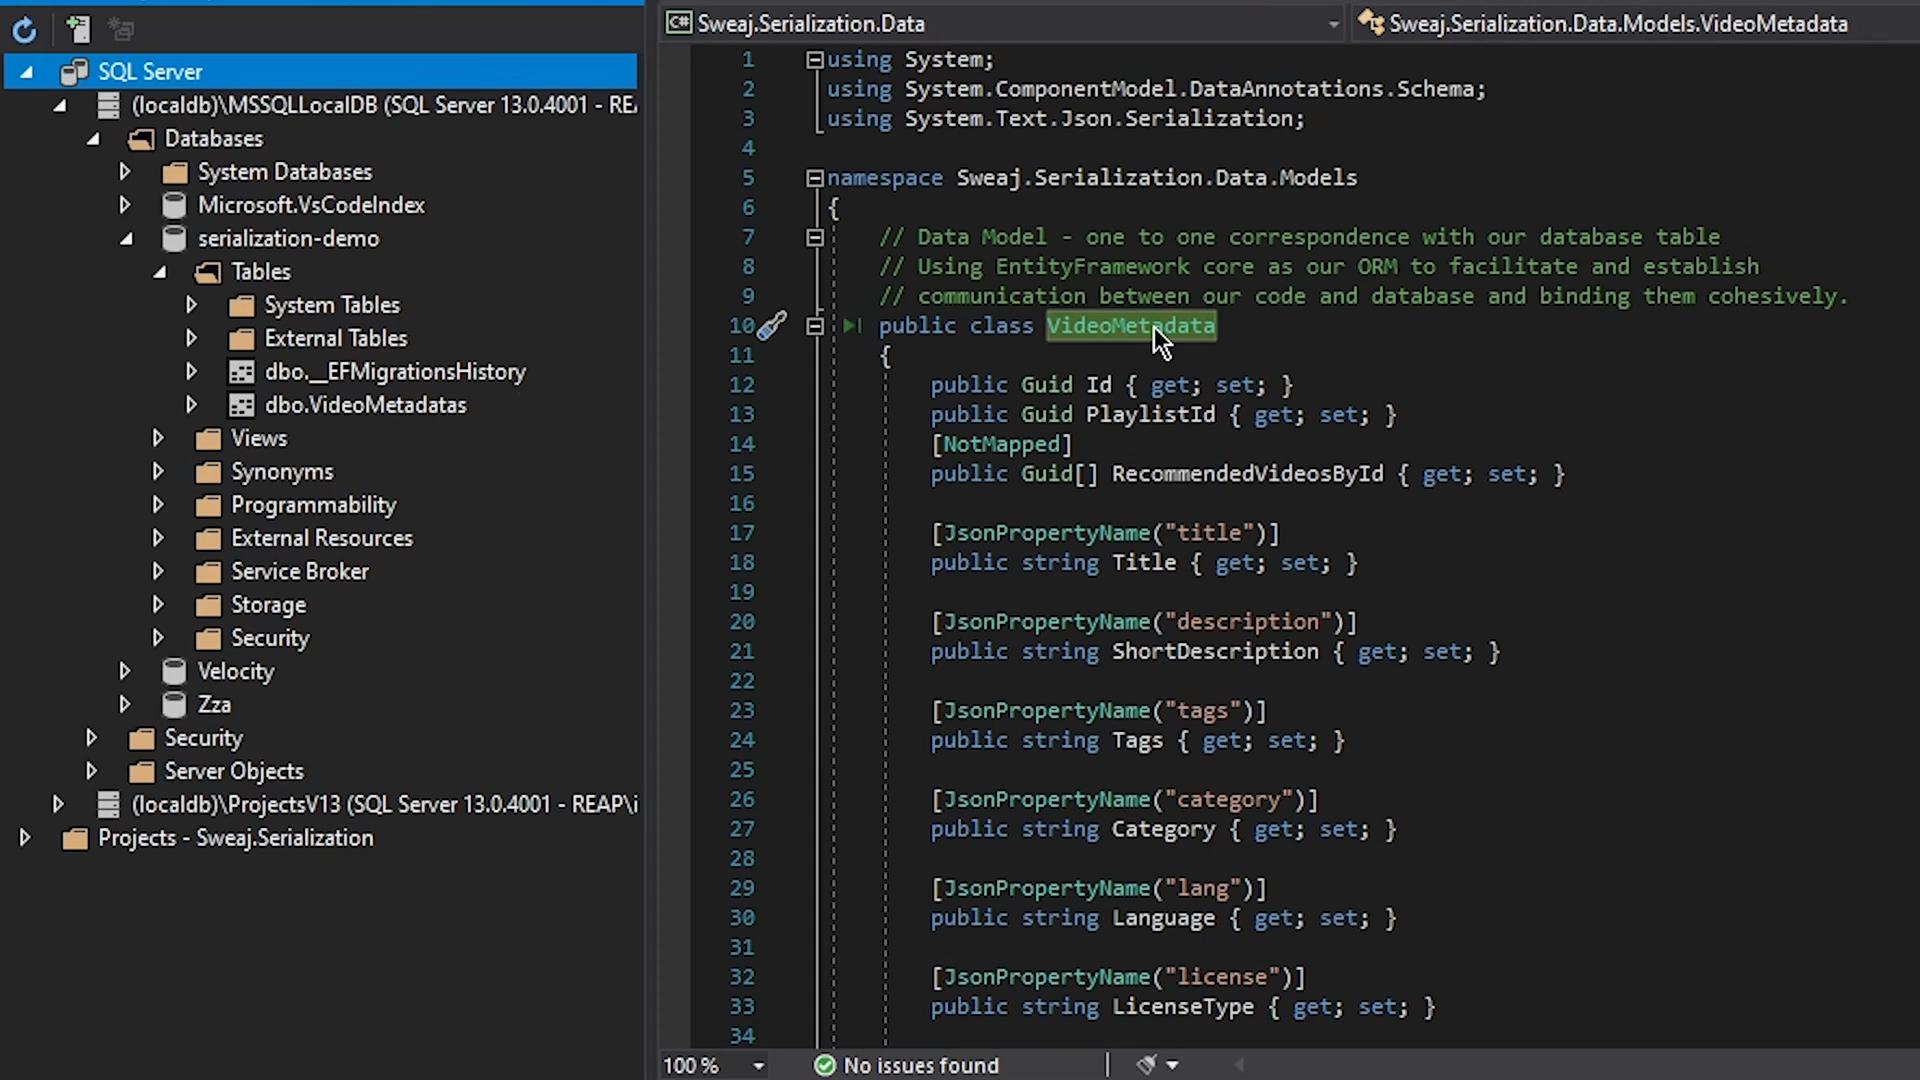 SQL Server
(localdb)\MSSQLLocalDB (SQL Server 13.0.4001 - REA
Databases
System Databases
Microsoft.VsCodeIndex
serialization-demo
Tables
System Tables
External Tables
dbo.__EFMigrationsHistory
dbo.VideoMetadatas
Views
Synonyms
Programmability
External Resources
Service Broker
Storage
Security
Velocity
Zza
Security
Server Objects
(localdb)\ProjectsV13 (SQL Server 13.0.4001 - REAP\i
Projects - Sweaj.Serialization
C# Sweaj.Serialization.Data
Sweaj.Serialization.Data.Models.VideoMetadata
1 using System;
2 using System.ComponentModel.DataAnnotations.Schema;
3 using System.Text.Json.Serialization;
4
5 namespace Sweaj.Serialization.Data.Models
6 {
7 // Data Model - one to one correspondence with our database table
8 // Using EntityFramework core as our ORM to facilitate and establish
9 // communication between our code and database and binding them cohesively.
10 public class VideoMetadata
11 {
12 public Guid Id { get; set; }
13 public Guid PlaylistId { get; set; }
14 [NotMapped]
15 public Guid[] RecommendedVideosById { get; set; }
16
17 [JsonPropertyName("title")]
18 public string Title { get; set; }
19
20 [JsonPropertyName("description")]
21 public string ShortDescription { get; set; }
22
23 [JsonPropertyName("tags")]
24 public string Tags { get; set; }
25
26 [JsonPropertyName("category")]
27 public string Category { get; set; }
28
29 [JsonPropertyName("lang")]
30 public string Language { get; set; }
31
32 [JsonPropertyName("license")]
33 public string LicenseType { get; set; }
34
100 %
No issues found